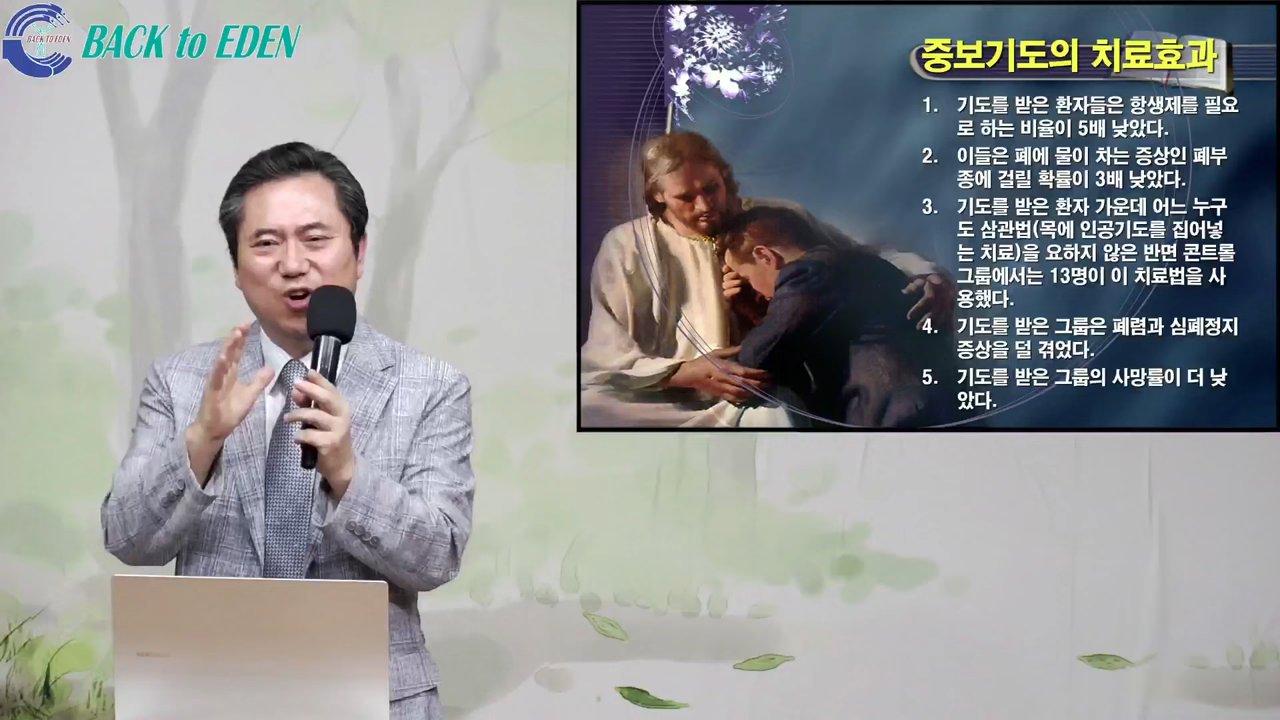 BACK TO EDEN
BACK to EDEN
중보기도의 치료효과
1. 기도를 받은 환자들은 항생제를 필요
로 하는 비율이 5배 낮았다.
2. 이들은 폐에 물이 차는 증상인 폐부
종에 걸릴 확률이 3배 낮았다.
3. 기도를 받은 환자 가운데 어느 누구
도 삼관법(목에 인공기도를 집어넣
는 치료)을 요하지 않은 반면 콘트롤
그룹에서는 13명이 이 치료법을 사
용했다.
4. 기도를 받은 그룹은 폐렴과 심폐정지
증상을 덜 겪었다.
5. 기도를 받은 그룹의 사망률이 더 낮
았다.